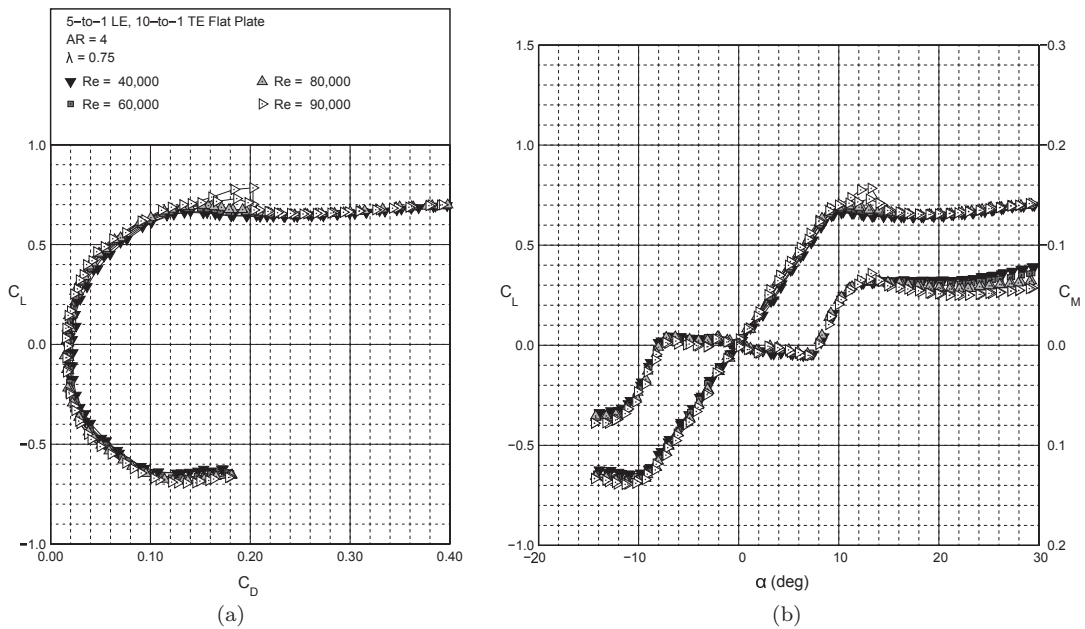 5−to−1 LE, 10−to−1 TE Flat Plate
AR = 4
λ = 0.75
Re = 40,000
Re = 80,000
Re = 60,000
Re = 90,000
1.0
0.5
0.0
−0.5
−1.0
C_L
0.00
0.10
0.20
0.30
0.40
C_D
(a)
1.5
1.0
0.5
0.0
−0.5
−1.0
C_L
0.3
0.2
0.1
0.0
0.1
0.2
C_M
−20
−10
0
10
20
30
α (deg)
(b)